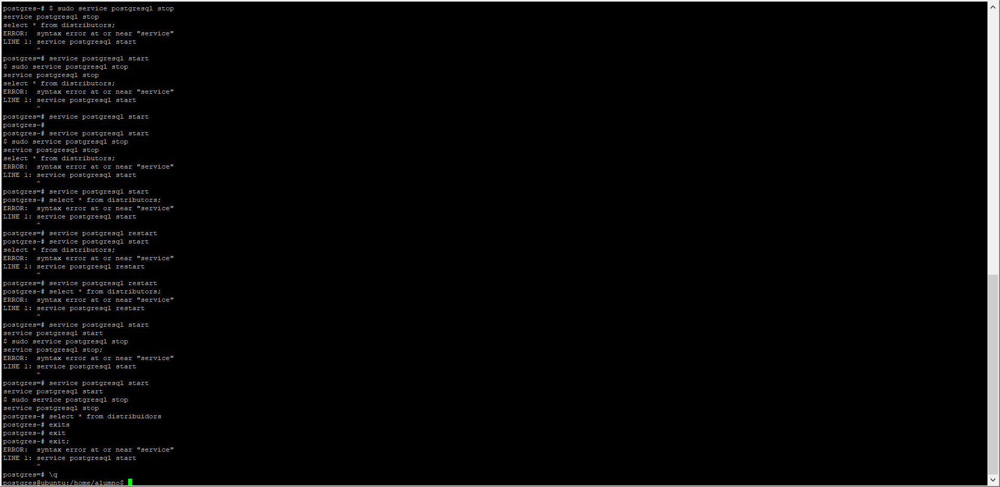 postgres-# $ sudo service postgresql stop
service postgresql stop
select * from distributors;
ERROR:  syntax error at or near "service"
LINE 1: service postgresql start
        ^
postgres=# service postgresql start
$ sudo service postgresql stop
service postgresql stop
select * from distributors;
ERROR:  syntax error at or near "service"
LINE 1: service postgresql start
        ^
postgres=# service postgresql start
postgres-#
postgres-# service postgresql start
$ sudo service postgresql stop
service postgresql stop
select * from distributors;
ERROR:  syntax error at or near "service"
LINE 1: service postgresql start
        ^
postgres=# service postgresql start
postgres-# select * from distributors;
ERROR:  syntax error at or near "service"
LINE 1: service postgresql start
        ^
postgres=# service postgresql restart
postgres-# service postgresql start
select * from distributors;
ERROR:  syntax error at or near "service"
LINE 1: service postgresql restart
        ^
postgres=# service postgresql restart
postgres-# select * from distributors;
ERROR:  syntax error at or near "service"
LINE 1: service postgresql restart
        ^
postgres=# service postgresql start
service postgresql start
$ sudo service postgresql stop
service postgresql stop;
ERROR:  syntax error at or near "service"
LINE 1: service postgresql start
        ^
postgres=# service postgresql start
service postgresql start
$ sudo service postgresql stop
service postgresql stop
postgres-# select * from distribuidors
postgres-# exits
postgres-# exit
postgres-# exit;
ERROR:  syntax error at or near "service"
LINE 1: service postgresql start
        ^
postgres=# \q
postgres@ubuntu:/home/alumno$